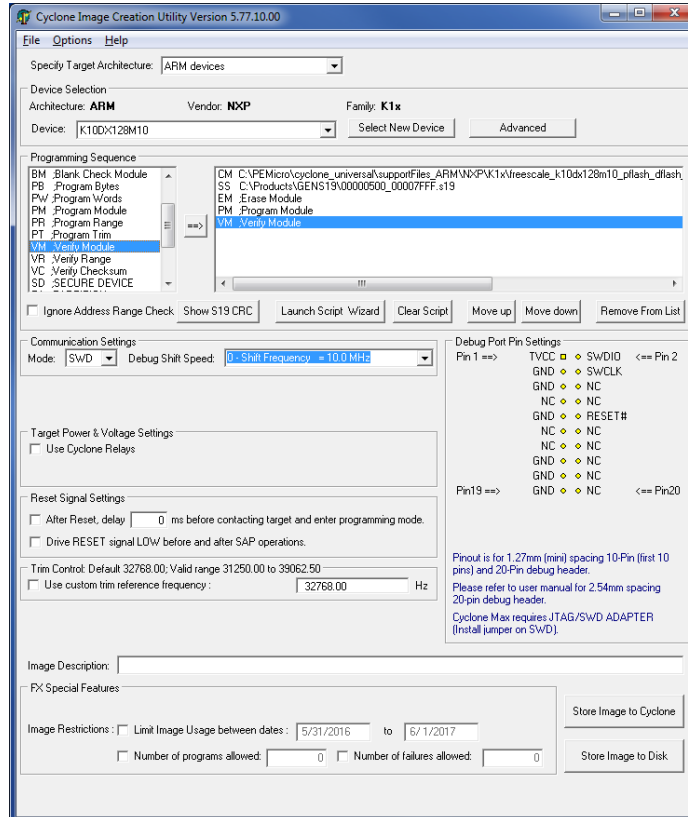 Cyclone Image Creation Utility Version 5.77.10.00
File Options Help
Specify Target Architecture: ARM devices
Device Selection
Architecture: ARM Vendor: NXP Family: K1x
Device: K10DX128M10 Select New Device Advanced
Programming Sequence
BM ;Blank Check Module
PB ;Program Bytes
PW ;Program Words
PM ;Program Module
PR ;Program Range
PT ;Program Trim
VM ;Verify Module
VR ;Verify Range
VC ;Verify Checksum
SD ;SECURE DEVICE
==>
CM C:\PEMicro\cyclone_universal\supportFiles_ARM\NXP\K1x\freescale_k10dx128m10_pflash_dflash_
SS C:\Products\GENS19\00000500_00007FFF.s19
EM ;Erase Module
PM ;Program Module
VM ;Verify Module
Ignore Address Range Check Show S19 CRC Launch Script Wizard Clear Script Move up Move down Remove From List
Communication Settings
Mode: SWD Debug Shift Speed: 0 - Shift Frequency = 10.0 MHz
Target Power & Voltage Settings
Use Cyclone Relays
Reset Signal Settings
After Reset, delay 0 ms before contacting target and enter programming mode.
Drive RESET signal LOW before and after SAP operations.
Trim Control: Default 32768.00; Valid range 31250.00 to 39062.50
Use custom trim reference frequency : 32768.00 Hz
Debug Port Pin Settings
Pin 1 ==> TVCC SWDIO <== Pin 2
GND SWCLK
GND NC
NC NC
GND RESET#
NC NC
NC NC
GND NC
GND NC
Pin19 ==> GND NC <== Pin20
Pinout is for 1.27mm (mini) spacing 10-Pin (first 10
pins) and 20-Pin debug header.
Please refer to user manual for 2.54mm spacing
20-pin debug header.
Cyclone Max requires JTAG/SWD ADAPTER
(Install jumper on SWD).
Image Description:
FX Special Features
Image Restrictions : Limit Image Usage between dates : 5/31/2016 to 6/ 1/2017
Number of programs allowed: 0 Number of failures allowed: 0
Store Image to Cyclone
Store Image to Disk